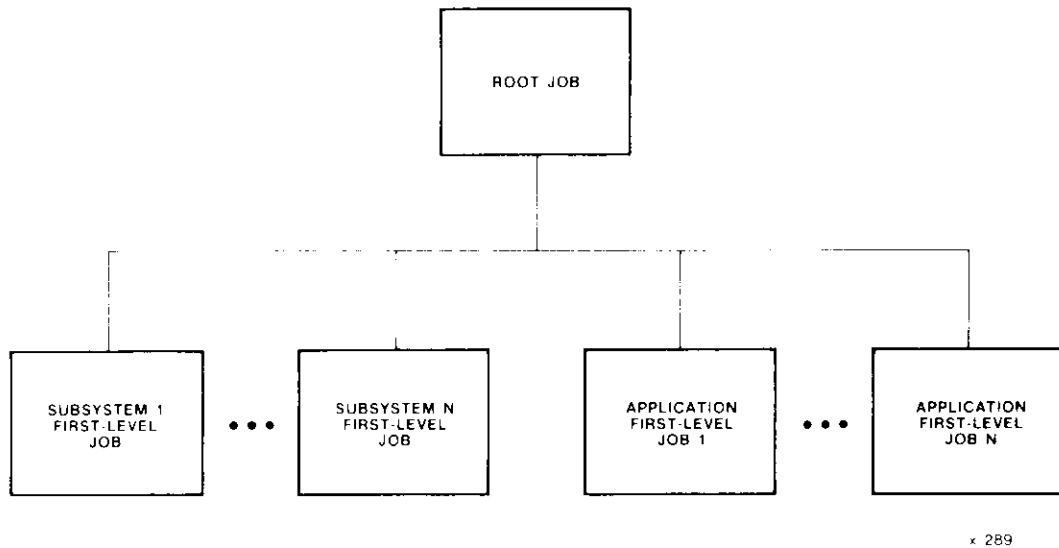 ROOT JOB
SUBSYSTEM 1
FIRST-LEVEL
JOB
SUBSYSTEM N
FIRST-LEVEL
JOB
APPLICATION
FIRST-LEVEL
JOB 1
APPLICATION
FIRST-LEVEL
JOB N
x 289